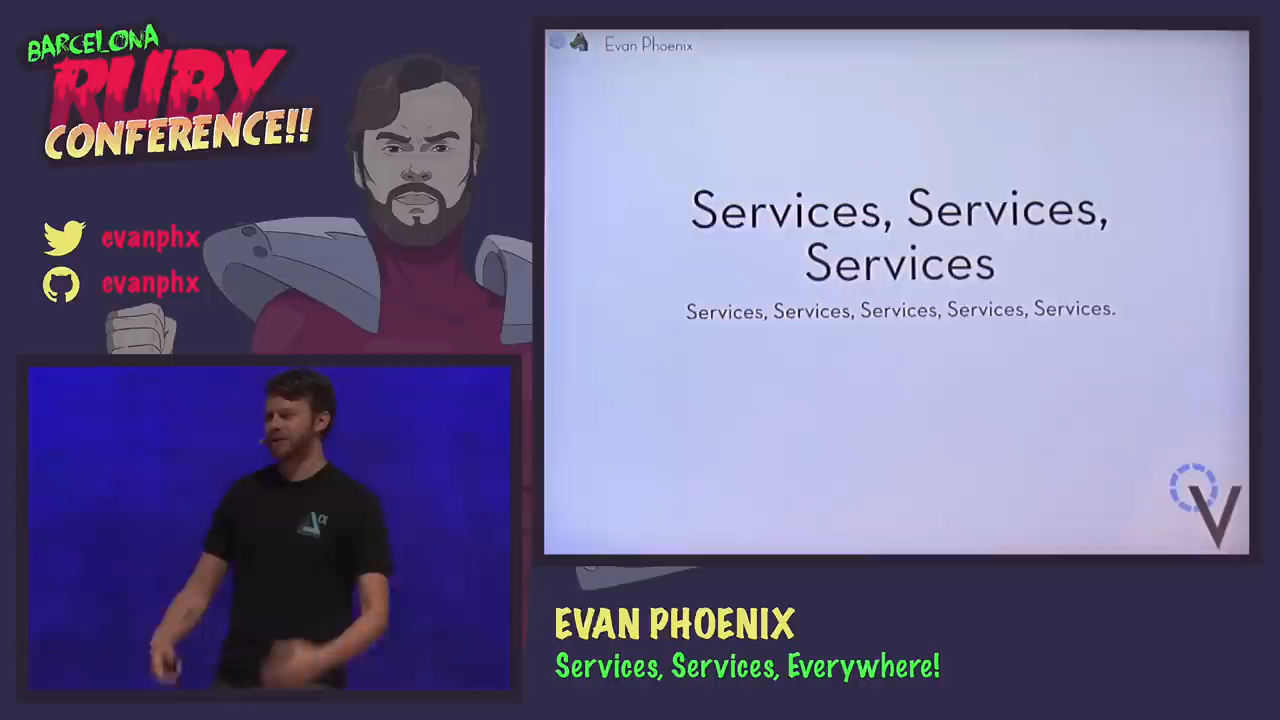 BARCELONA
RUBY
CONFERENCE!!
evanphx
evanphx
Evan Phoenix
Services, Services,
Services
Services, Services, Services, Services, Services.
V
EVAN PHOENIX
Services, Services, Everywhere!